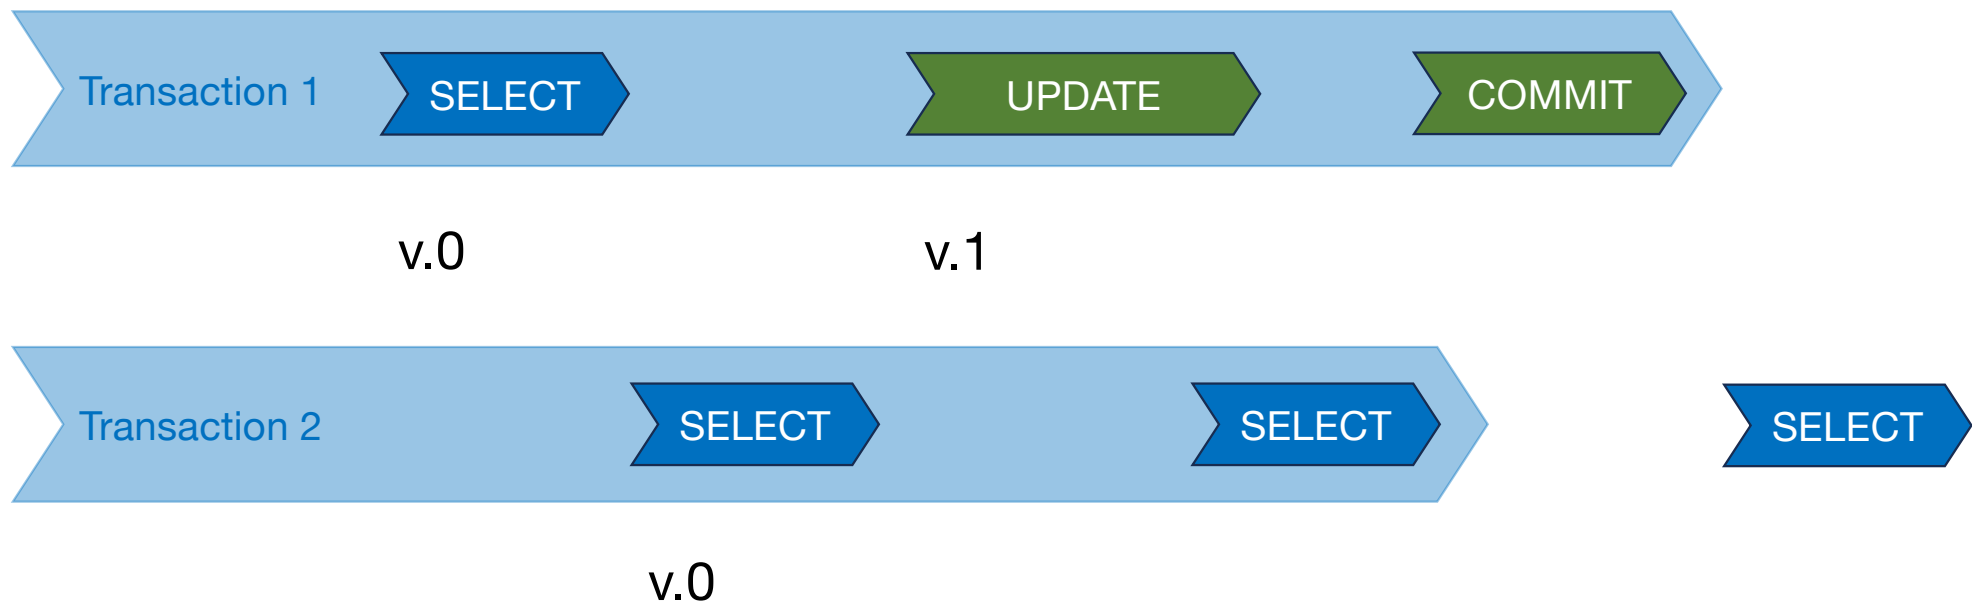 Transaction 1 SELECT UPDATE COMMIT
v.0 v.1
Transaction 2 SELECT SELECT SELECT
v.0